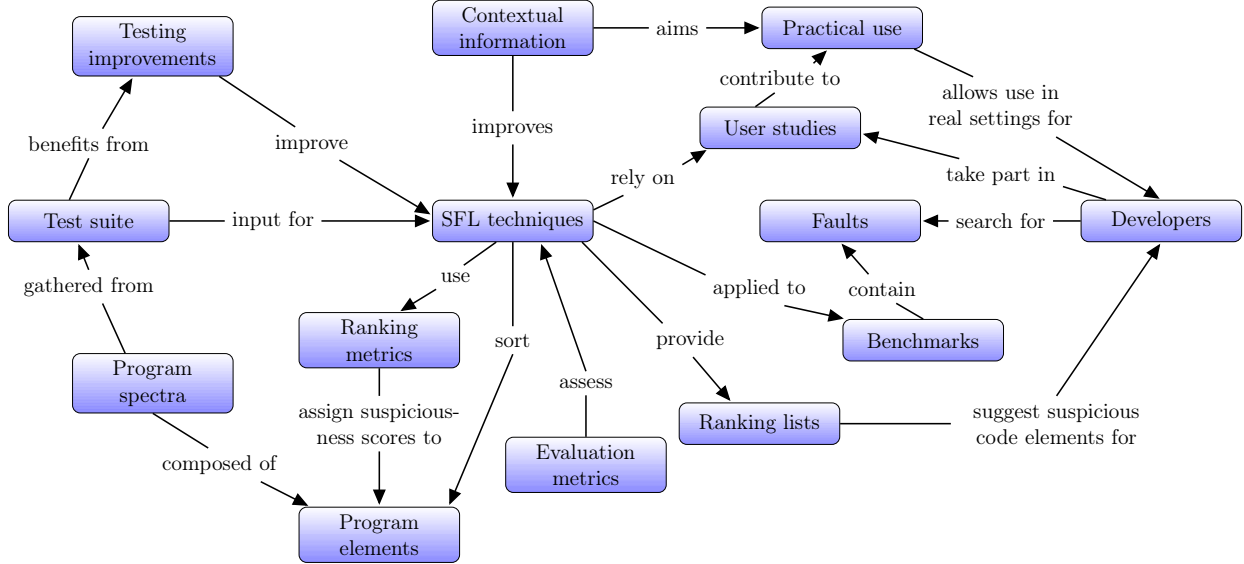 Testing
improvements
Contextual
information
aims
Practical use
contribute to
allows use in
real settings for
benefits from
improve
improves
User studies
rely on
take part in
Test suite
input for
SFL techniques
Faults
search for
Developers
gathered from
use
applied to
contain
Program
spectra
Ranking
metrics
sort
provide
Benchmarks
assess
assign suspicious-
ness scores to
Ranking lists
suggest suspicious
code elements for
composed of
Evaluation
metrics
Program
elements